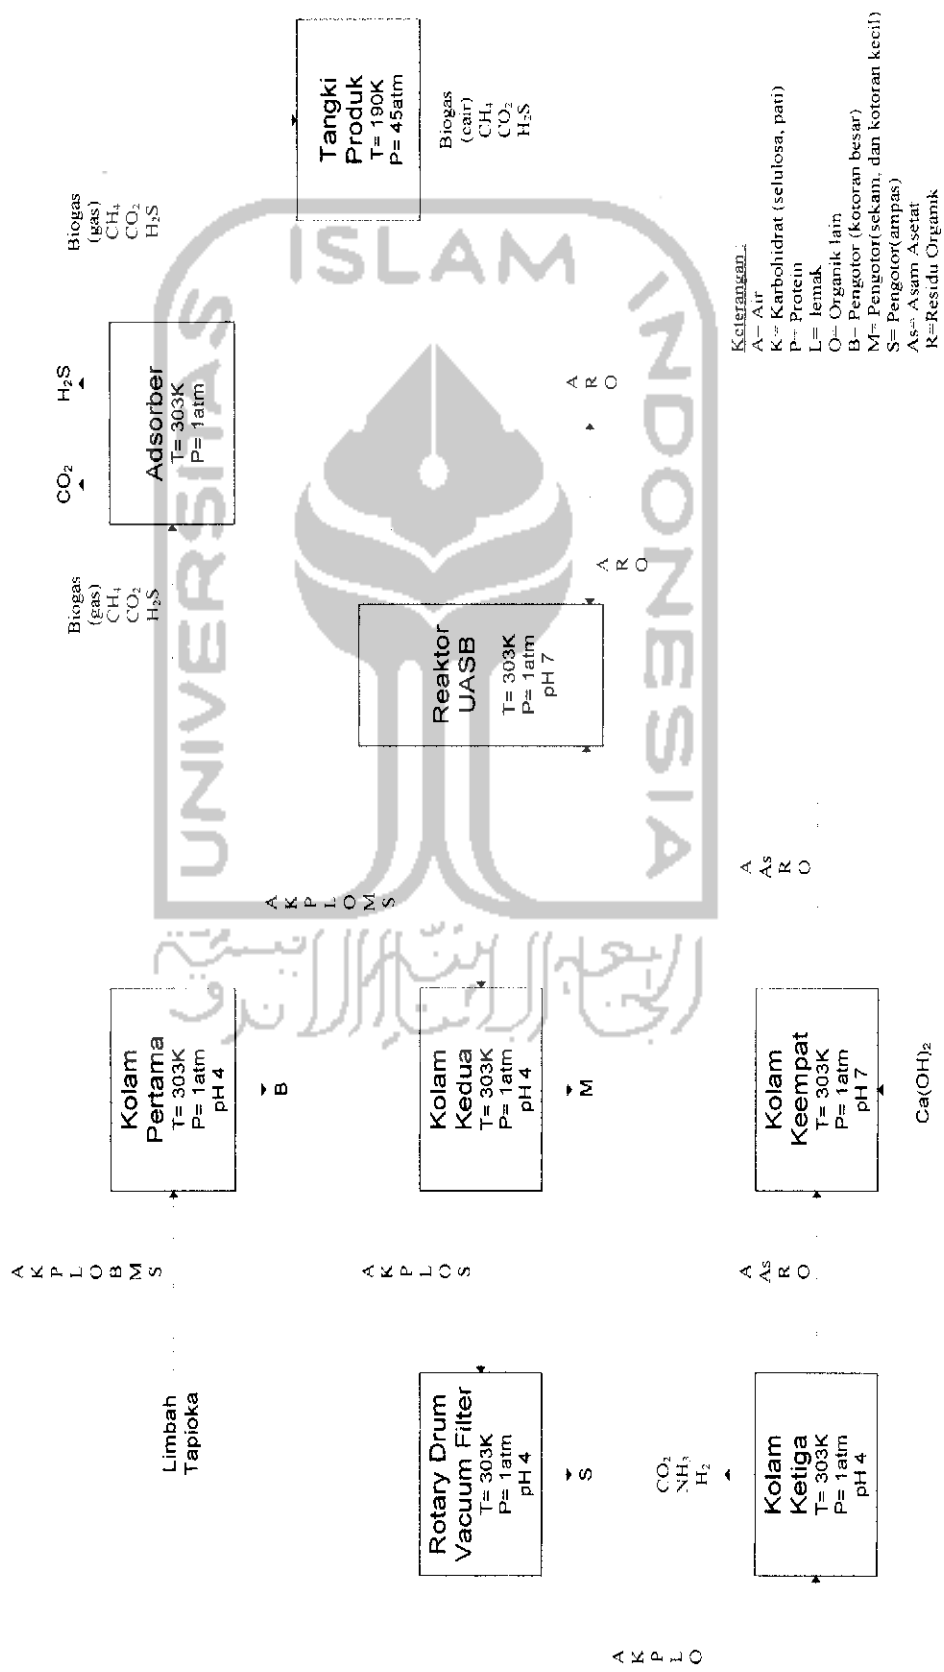 Limbah
Tapioka
A
K
P
L
O
B
M
S
Kolam
Pertama
T= 303K
P= 1atm
pH 4
B
A
K
P
L
O
M
S
Kolam
Kedua
T= 303K
P= 1atm
pH 4
M
A
K
P
L
O
S
Rotary Drum
Vacuum Filter
T= 303K
P= 1atm
pH 4
S
A
K
P
L
O
CO₂
NH₃
H₂
Kolam
Ketiga
T= 303K
P= 1atm
pH 4
A
As
R
O
Kolam
Keempat
T= 303K
P= 1atm
pH 7
Ca(OH)₂
A
As
R
O
Reaktor
UASB
T= 303K
P= 1atm
pH 7
A
R
O
A
R
O
Biogas
(gas)
CH₄
CO₂
H₂S
CO₂
H₂S
Adsorber
T= 303K
P= 1atm
Biogas
(gas)
CH₄
CO₂
H₂S
Tangki
Produk
T= 190K
P= 45atm
Biogas
(cair)
CH₄
CO₂
H₂S
Keterangan :
A= Air
K= Karbohidrat (selulosa, pati)
P= Protein
L= lemak
O= Organik lain
B= Pengotor (kotoran besar)
M= Pengotor(sekam, dan kotoran kecil)
S= Pengotor(ampas)
As= Asam Asetat
R=Residu Organik
UNIVERSITAS
ISLAM
INDONESIA